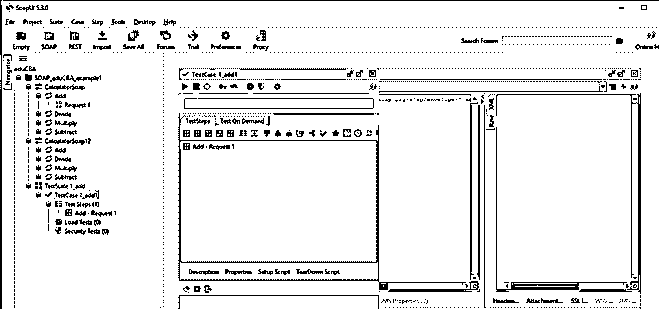 SoapUI 5.3.0
File Project Suite Case Step Tools Desktop Help
Empty SOAP REST Import Save All Forum Trial Preferences Proxy
Search Forum
Online H
Navigator
eduCBA
SOAP_eduCBA_example1
CalculatorSoap
Add
Request 1
Divide
Multiply
Subtract
CalculatorSoap12
Add
Divide
Multiply
Subtract
TestSuite 1_add
TestCase 1_add1
Test Steps (1)
Add - Request 1
Load Tests (0)
Security Tests (0)
TestCase 1_add1
TestSteps Test On Demand
Add - Request 1
Description Properties Setup Script TearDown Script
XML
Raw
Headers... Attachment... SSL I...